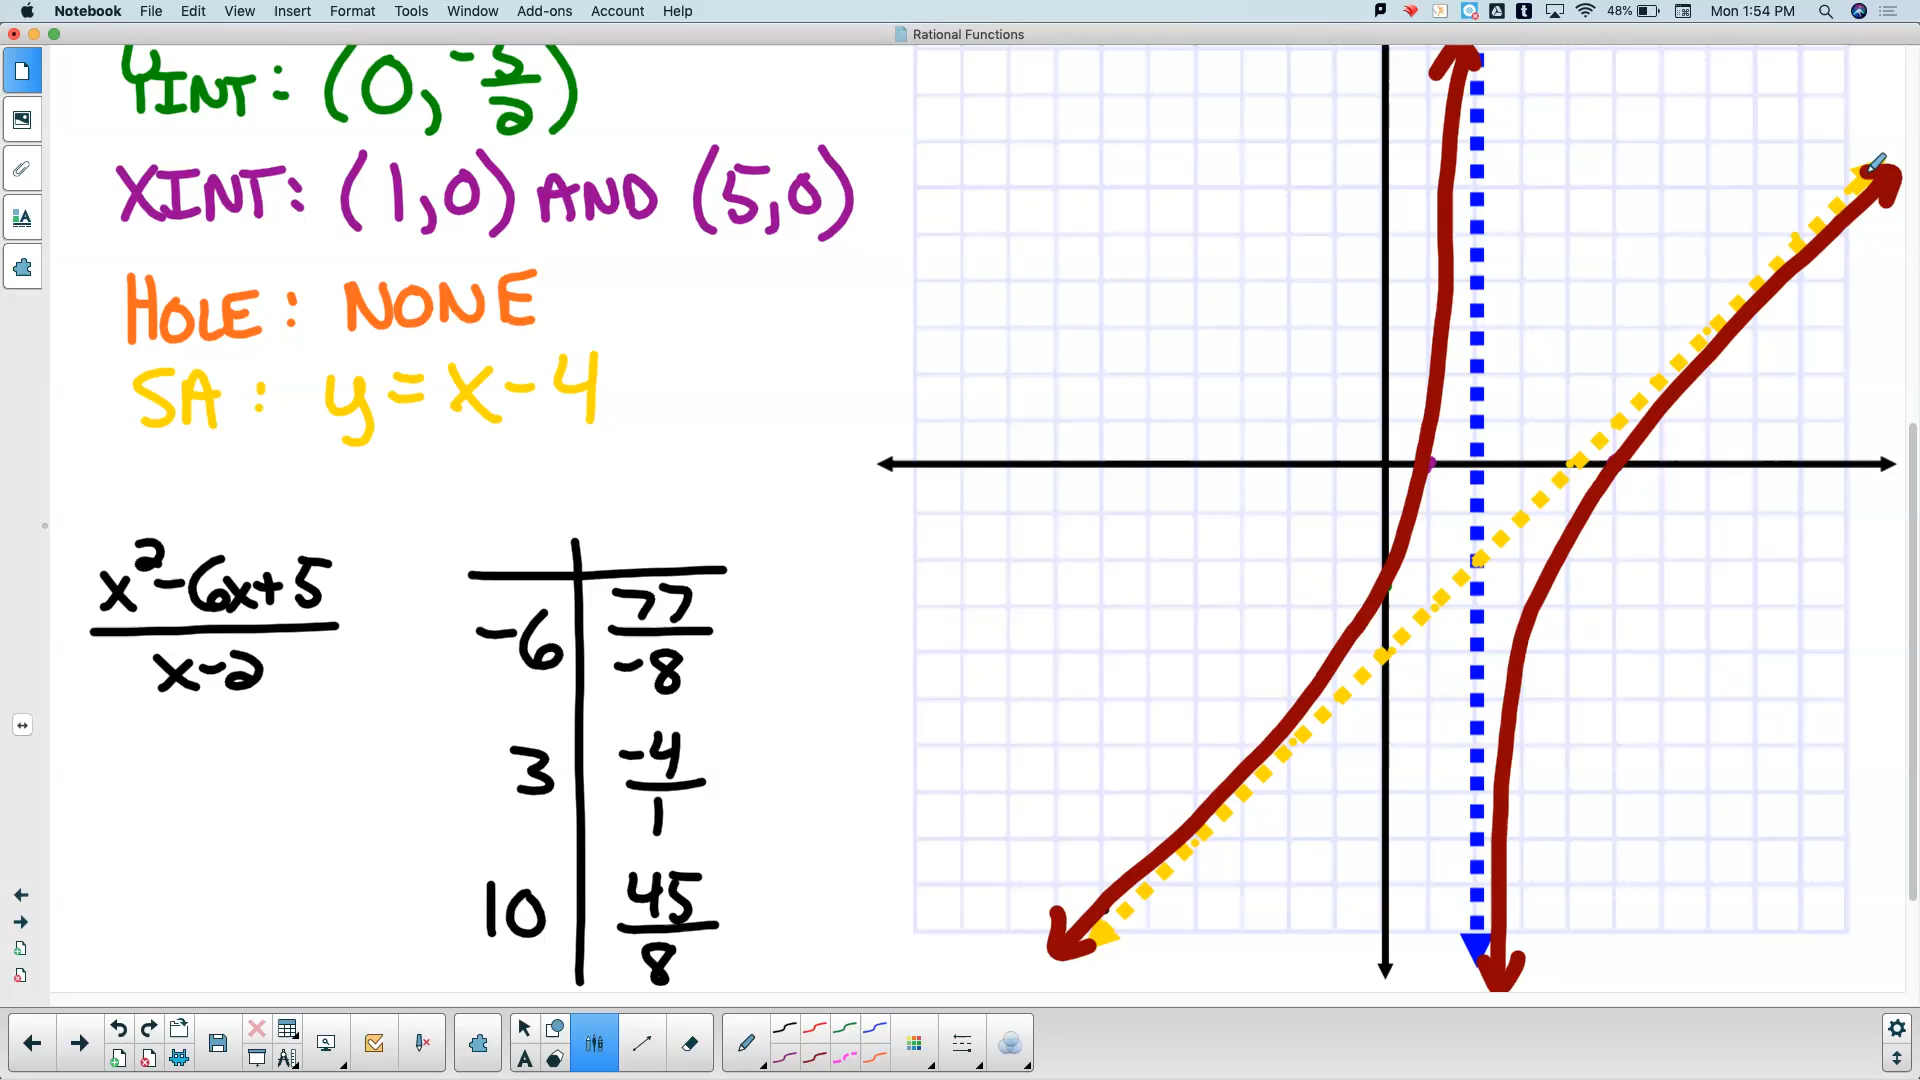 Notebook File Edit View Insert Format Tools Window Add-ons Account Help 48% Mon 1:54 PM
Rational Functions
YINT: (0, -5/2)
XINT: (1,0) AND (5,0)
HOLE: NONE
SA: y=x-4
x²-6x+5
x-2
-6 77/-8
3 -4/1
10 45/8